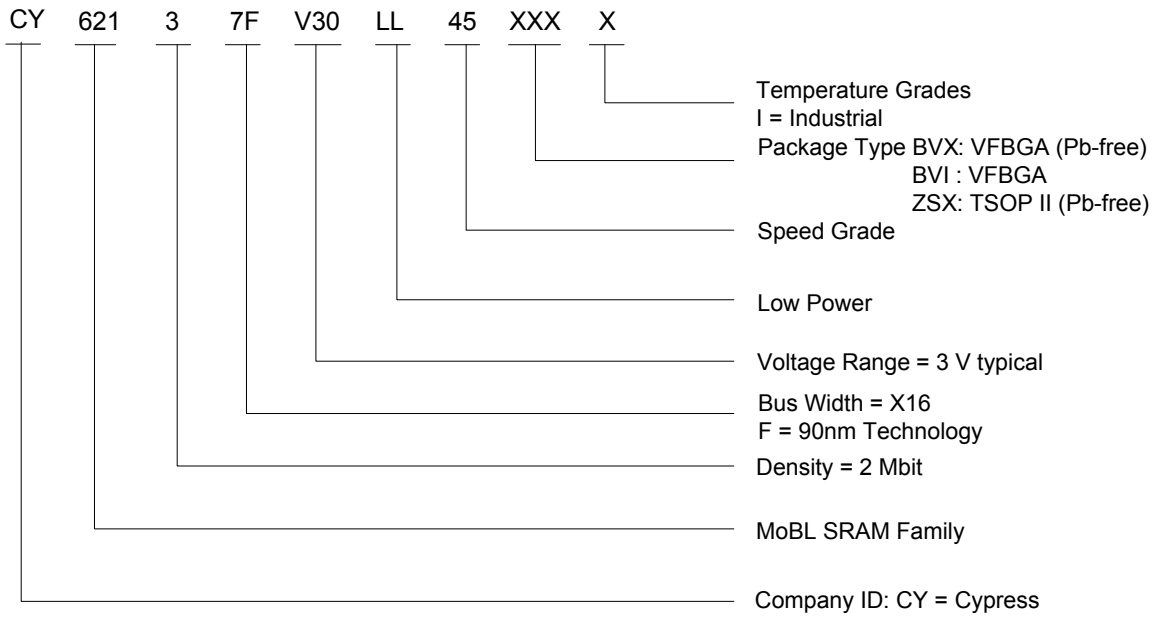 CY 621 3 7F V30 LL 45 XXX X
Temperature Grades
I = Industrial
Package Type BVX: VFBGA (Pb-free)
BVI : VFBGA
ZSX: TSOP II (Pb-free)
Speed Grade
Low Power
Voltage Range = 3 V typical
Bus Width = X16
F = 90nm Technology
Density = 2 Mbit
MoBL SRAM Family
Company ID: CY = Cypress